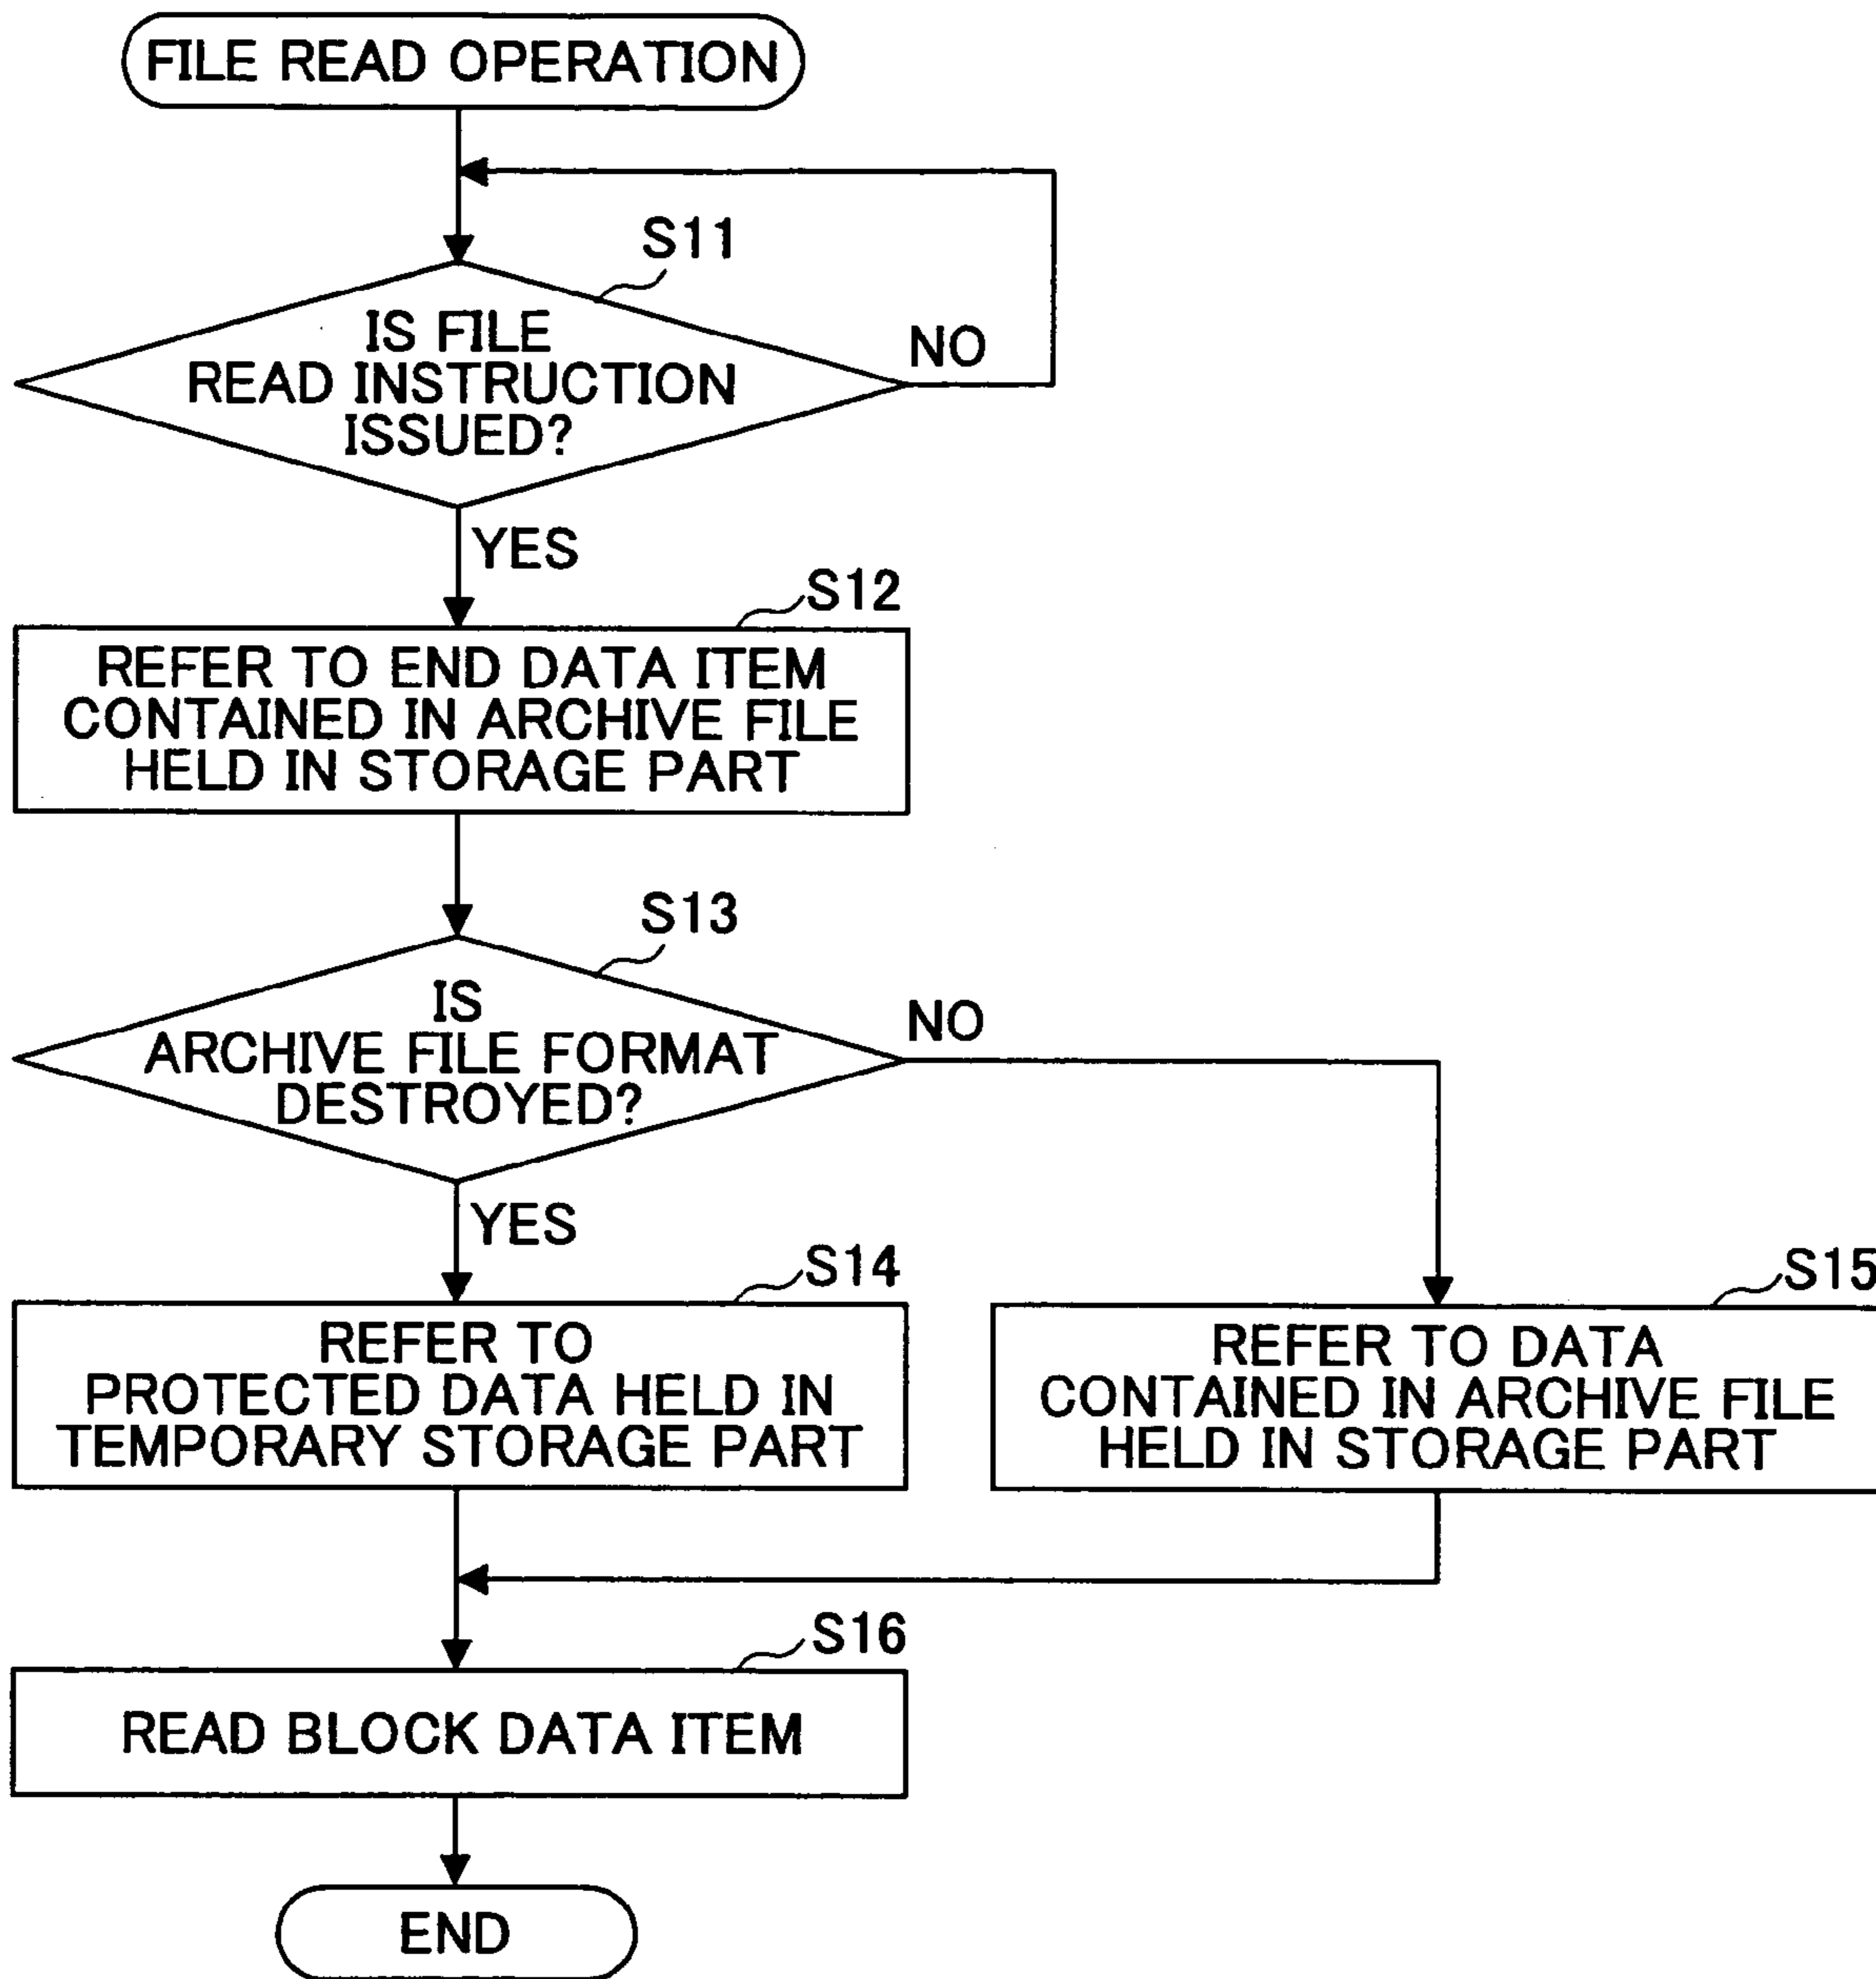 FILE READ OPERATION
S11
IS FILE
READ INSTRUCTION
ISSUED?
NO
YES
S12
REFER TO END DATA ITEM
CONTAINED IN ARCHIVE FILE
HELD IN STORAGE PART
S13
IS
ARCHIVE FILE FORMAT
DESTROYED?
NO
YES
S14
REFER TO
PROTECTED DATA HELD IN
TEMPORARY STORAGE PART
S15
REFER TO DATA
CONTAINED IN ARCHIVE FILE
HELD IN STORAGE PART
S16
READ BLOCK DATA ITEM
END